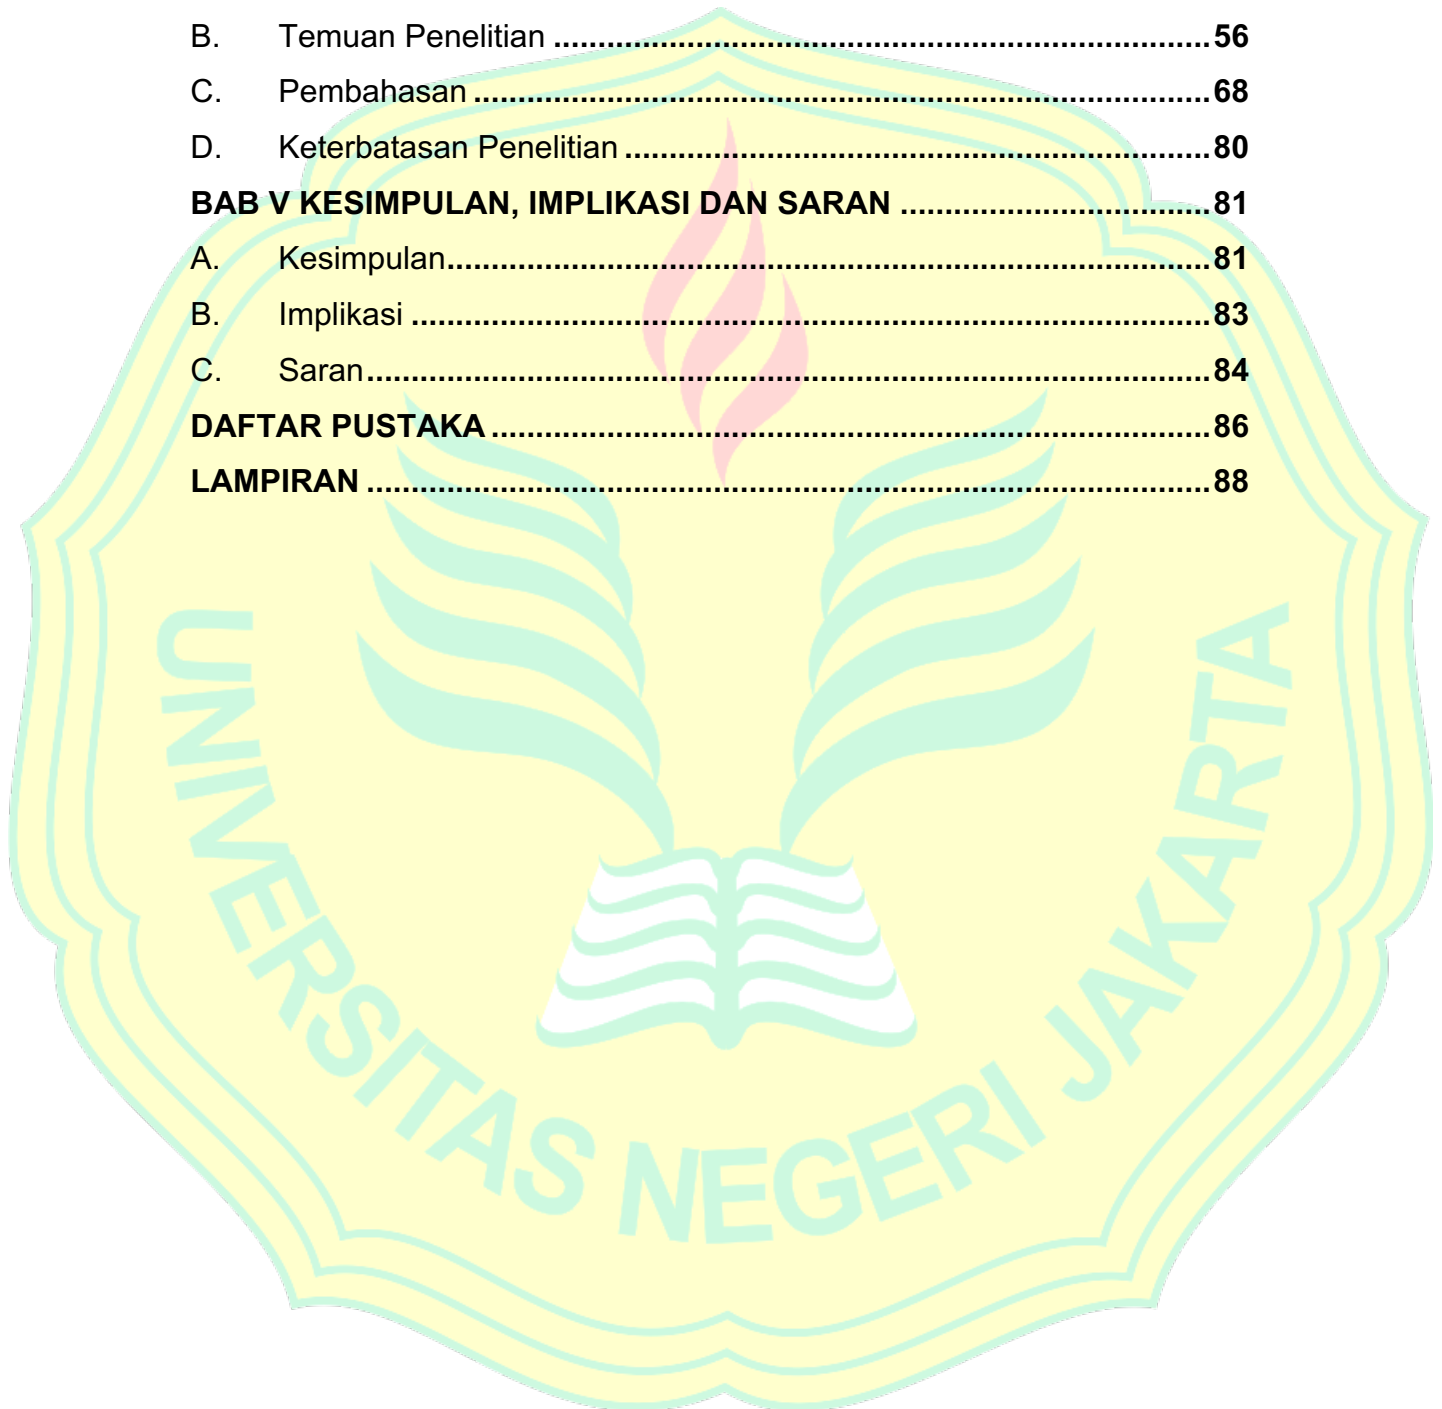 B. Temuan Penelitian ........................................................................... 56
C. Pembahasan ................................................................................... 68
D. Keterbatasan Penelitian .................................................................. 80
BAB V KESIMPULAN, IMPLIKASI DAN SARAN ................................... 81
A. Kesimpulan...................................................................................... 81
B. Implikasi .......................................................................................... 83
C. Saran............................................................................................... 84
DAFTAR PUSTAKA ................................................................................. 86
LAMPIRAN ............................................................................................... 88
UNIVERSITAS NEGERI JAKARTA